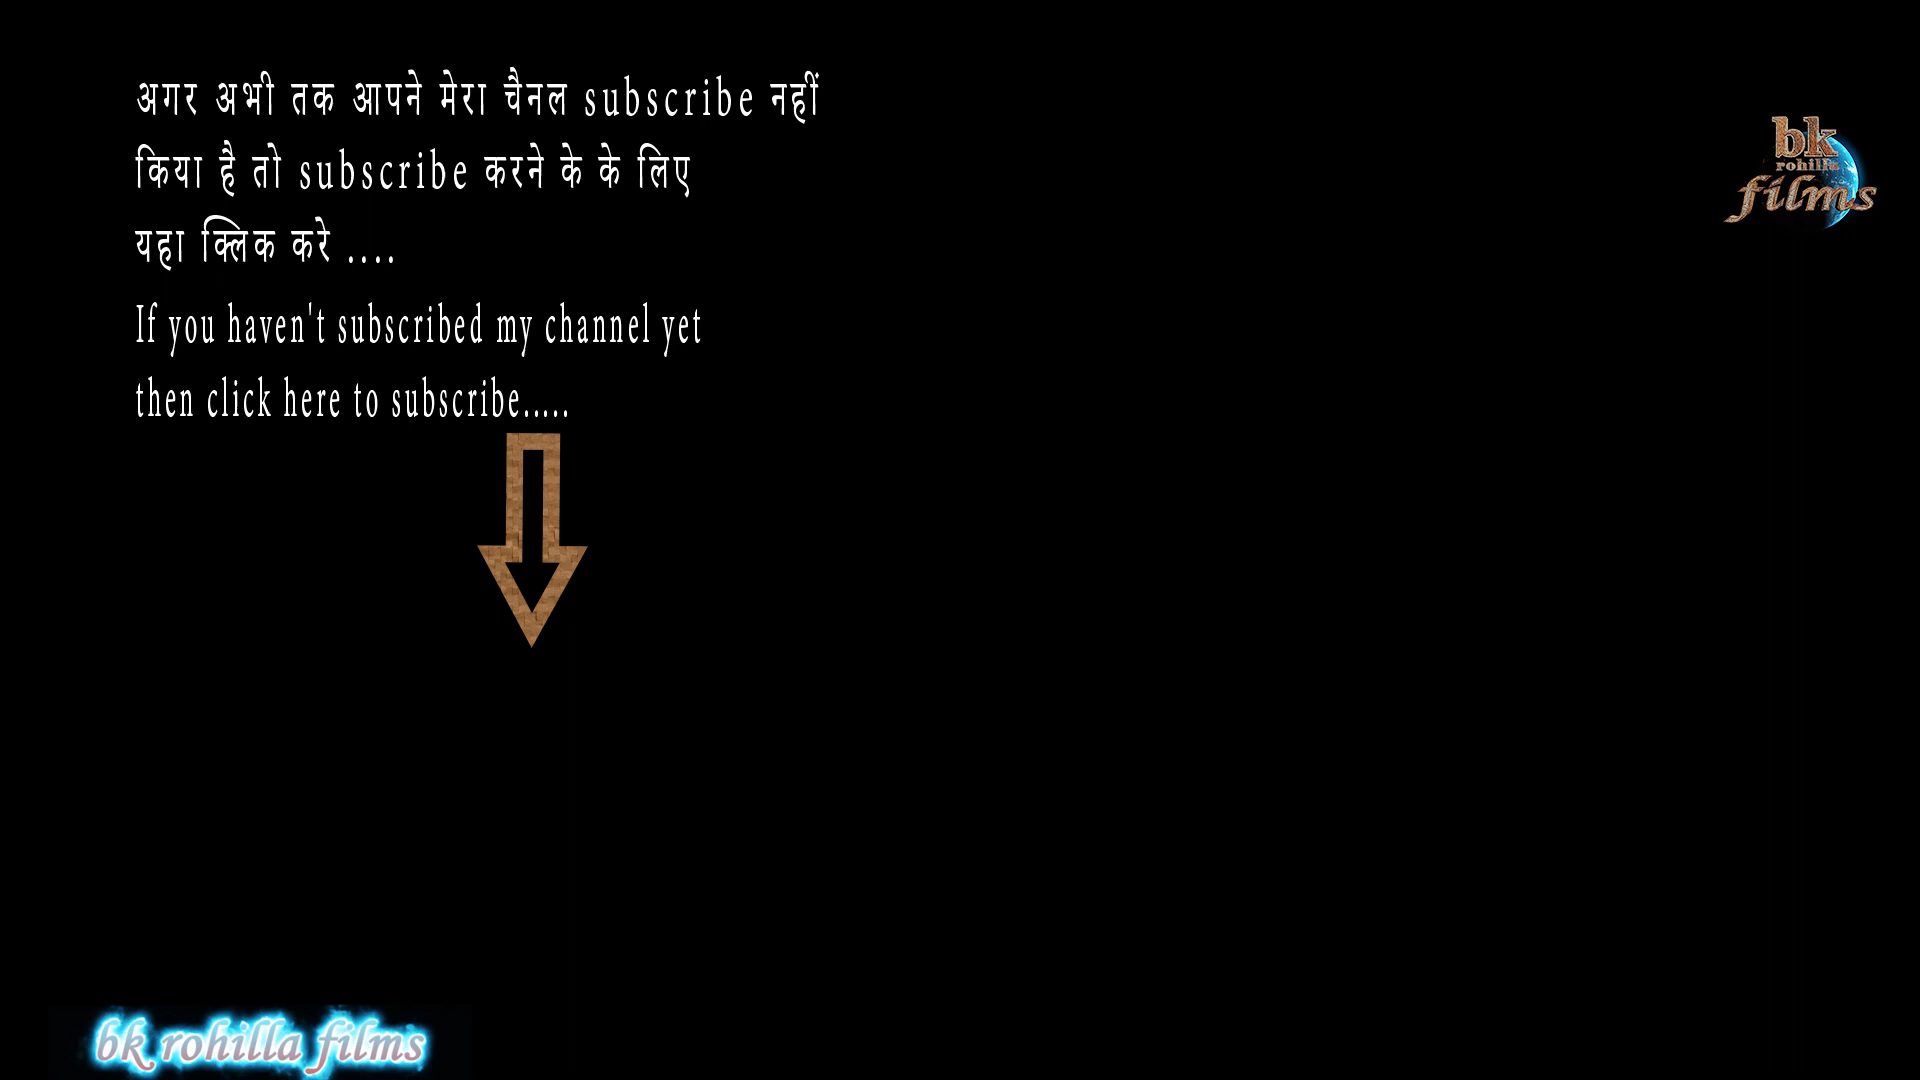 अगर अभी तक आपने मेरा चैनल subscribe नहीं
किया है तो subscribe करने के के लिए
यहा क्लिक करे ....
If you haven't subscribed my channel yet
then click here to subscribe.....
bk
rohilla
films
bk rohilla films